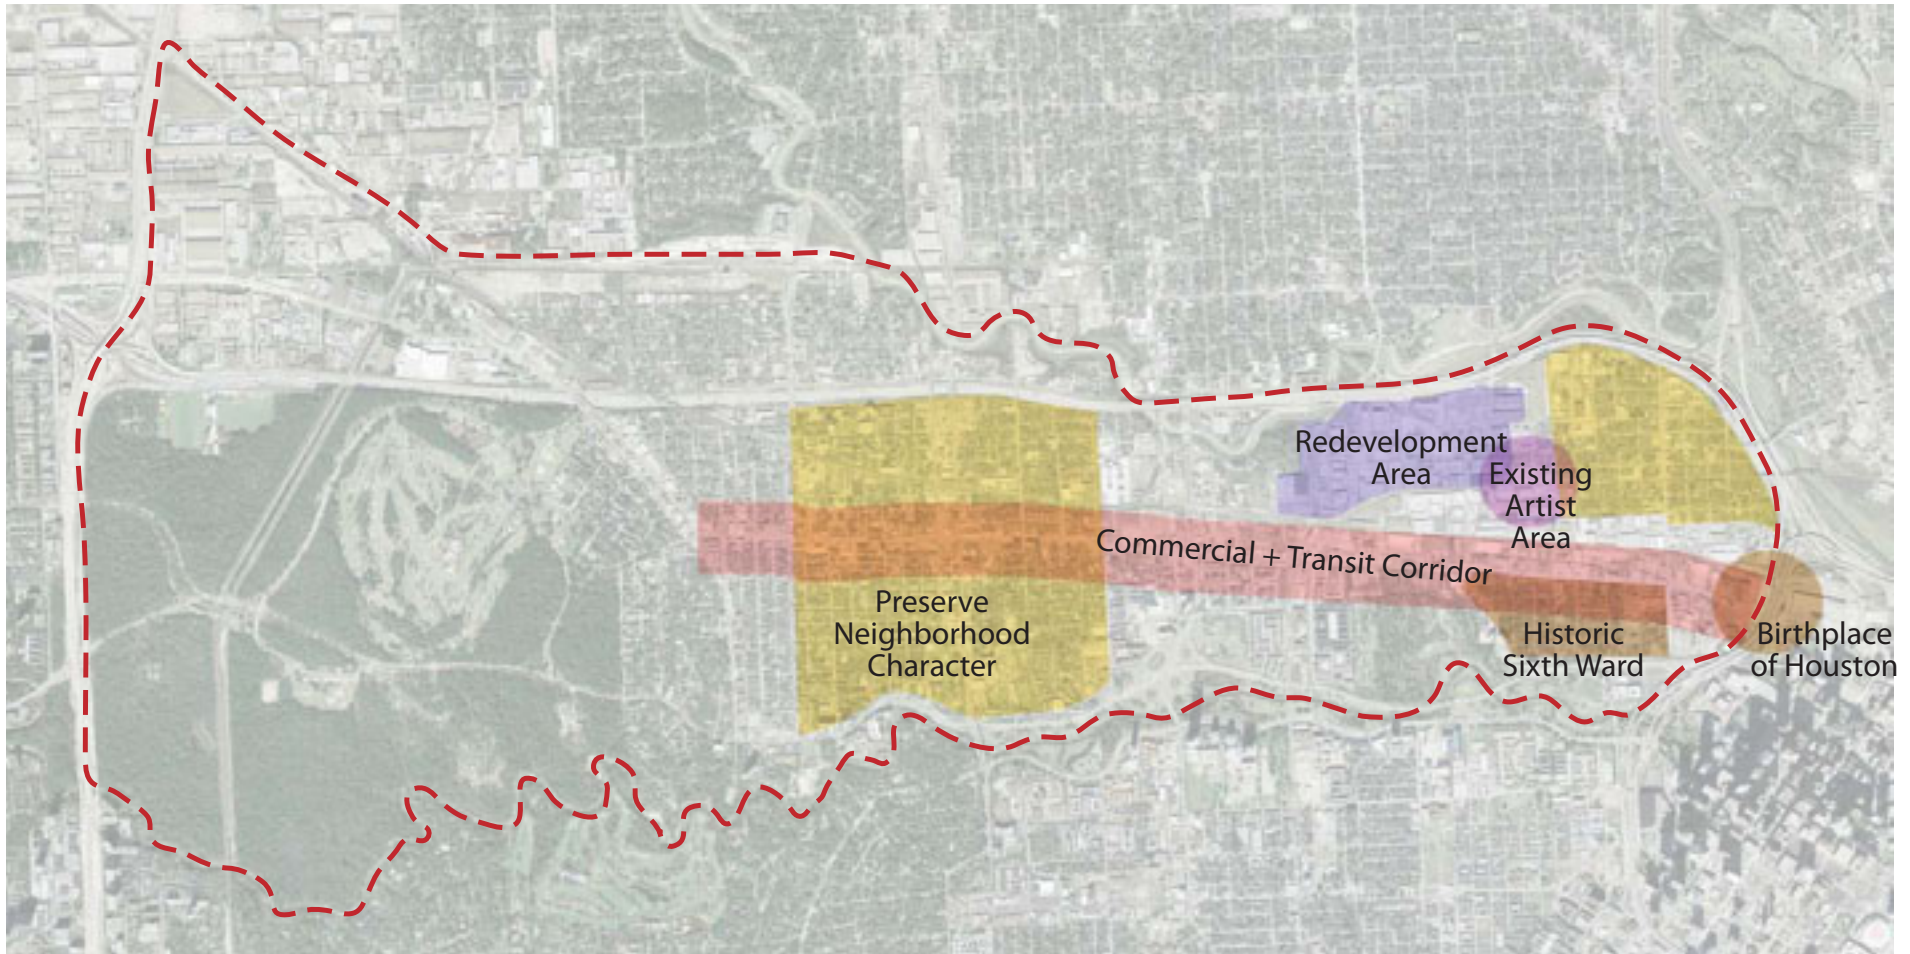 Redevelopment
Area
Existing
Artist
Area
Commercial + Transit Corridor
Preserve
Neighborhood
Character
Historic
Sixth Ward
Birthplace
of Houston